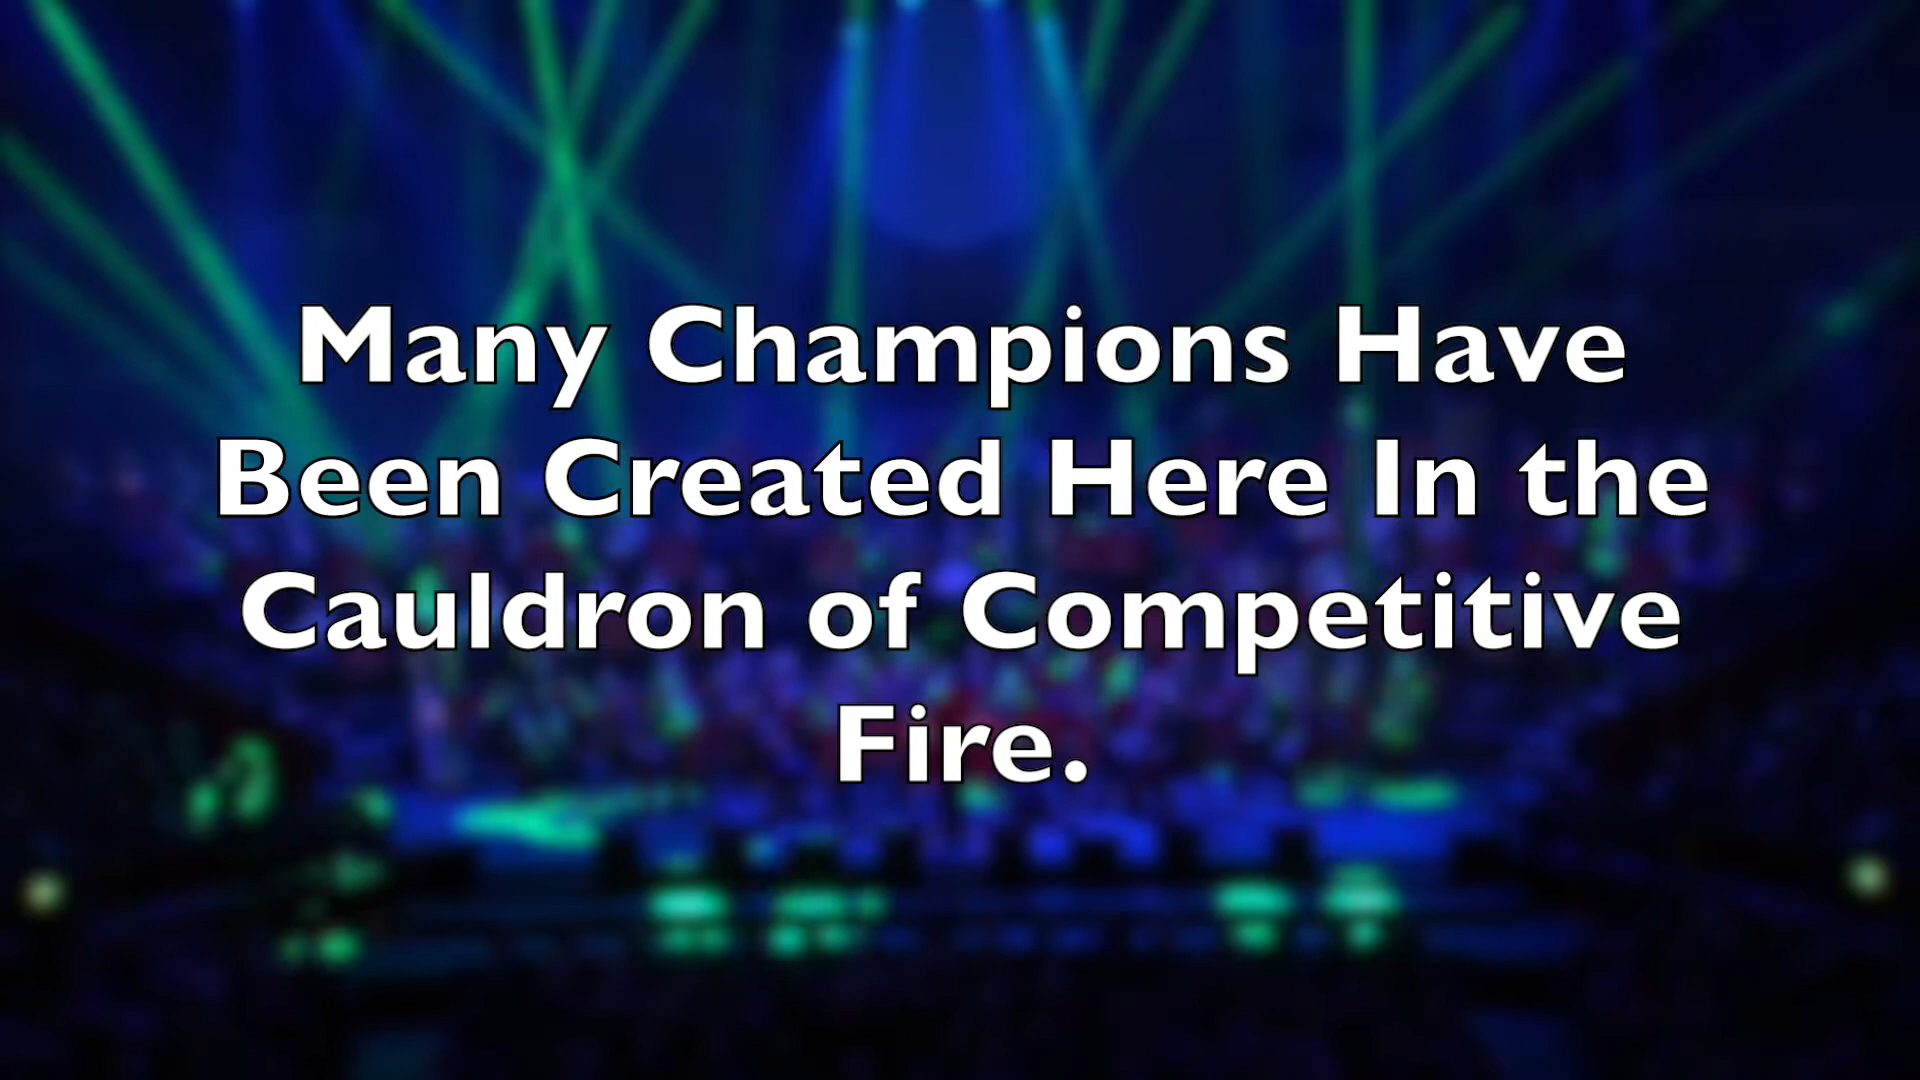 Many Champions Have
Been Created Here In the
Cauldron of Competitive
Fire.